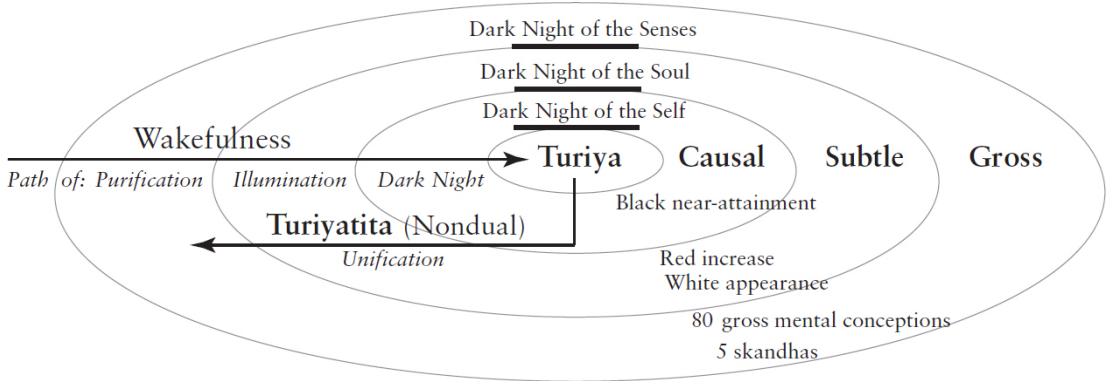 Dark Night of the Senses
Dark Night of the Soul
Dark Night of the Self
Wakefulness
Turiya Causal Subtle Gross
Path of: Purification Illumination Dark Night
Black near-attainment
Turiyatita (Nondual)
Unification
Red increase
White appearance
80 gross mental conceptions
5 skandhas